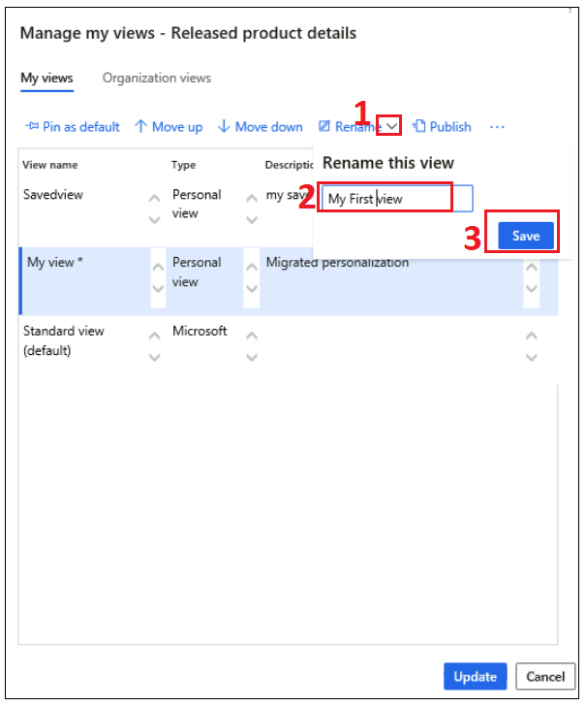 Manage my views - Released product details
My views Organization views
1
Pin as default Move up Move down Rename Publish ...
View name Type Rename this view
Savedview Personal view my 2 My First view
3 Save
My view * Personal view Migrated personalization
Standard view (default) Microsoft
Update Cancel